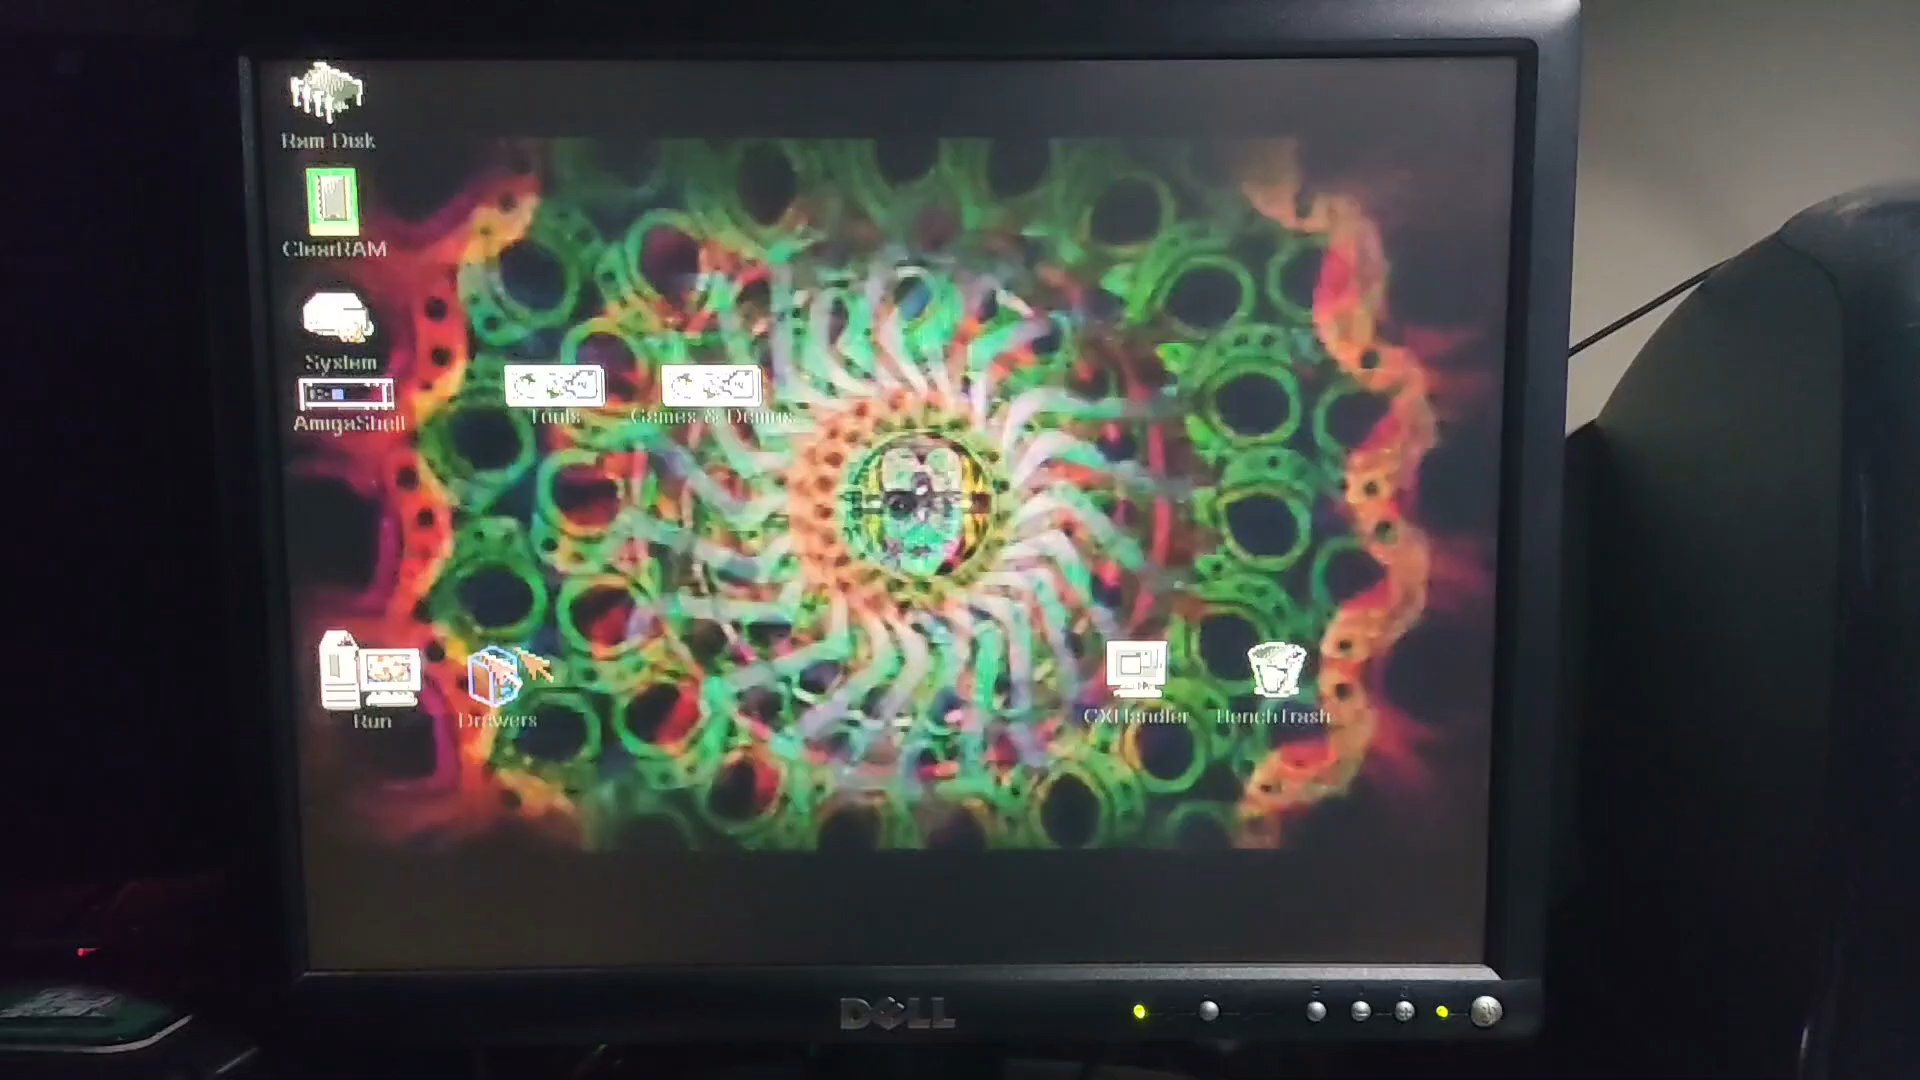 Ram Disk
ClearRAM
System
AmigaShell
Tools
Games & Demos
Run
Drawers
CXHandler
BenchTrash
DELL